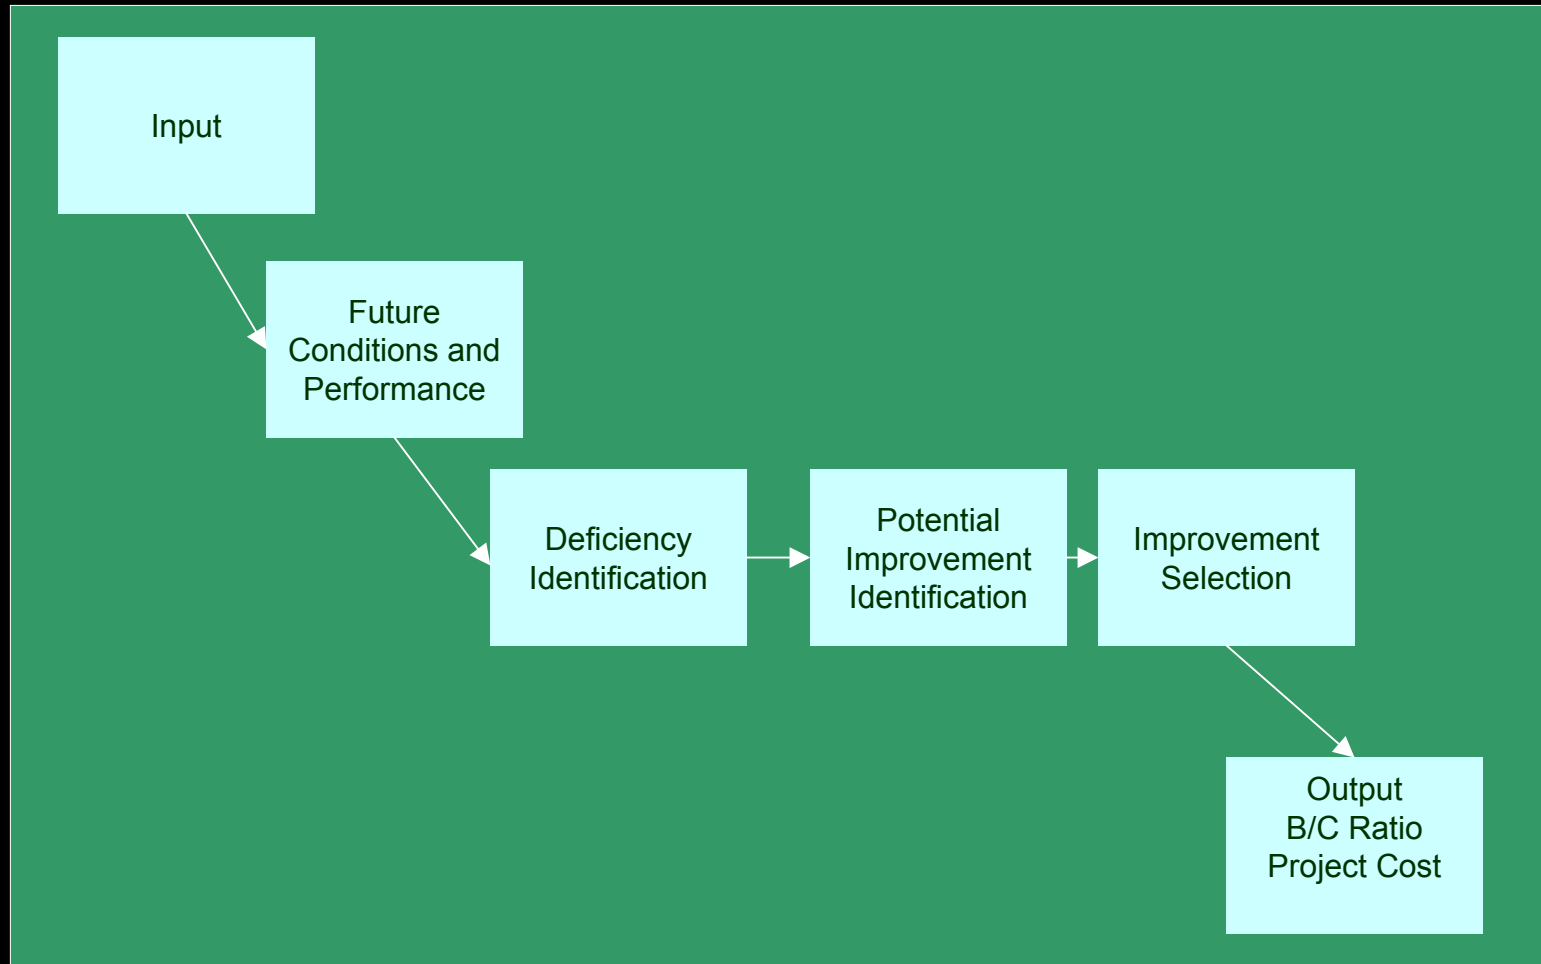 Input
Future
Conditions and
Performance
Deficiency
Identification
Potential
Improvement
Identification
Improvement
Selection
Output
B/C Ratio
Project Cost